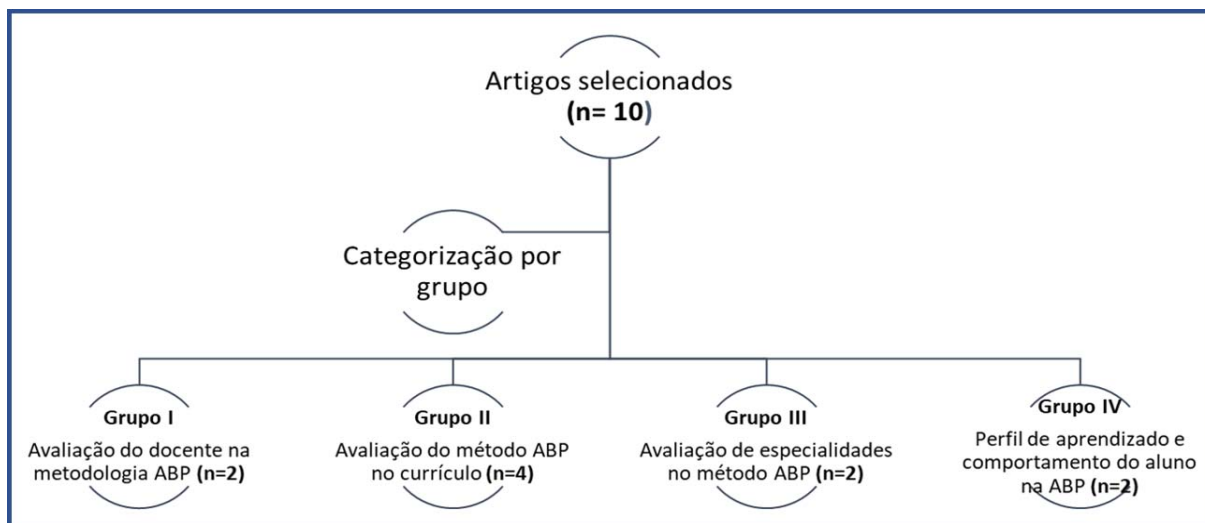 Artigos selecionados
(n= 10)
Categorização por
grupo
Grupo I
Avaliação do docente na
metodologia ABP (n=2)
Grupo II
Avaliação do método ABP
no currículo (n=4)
Grupo III
Avaliação de especialidades
no método ABP (n=2)
Grupo IV
Perfil de aprendizado e
comportamento do aluno
na ABP (n=2)